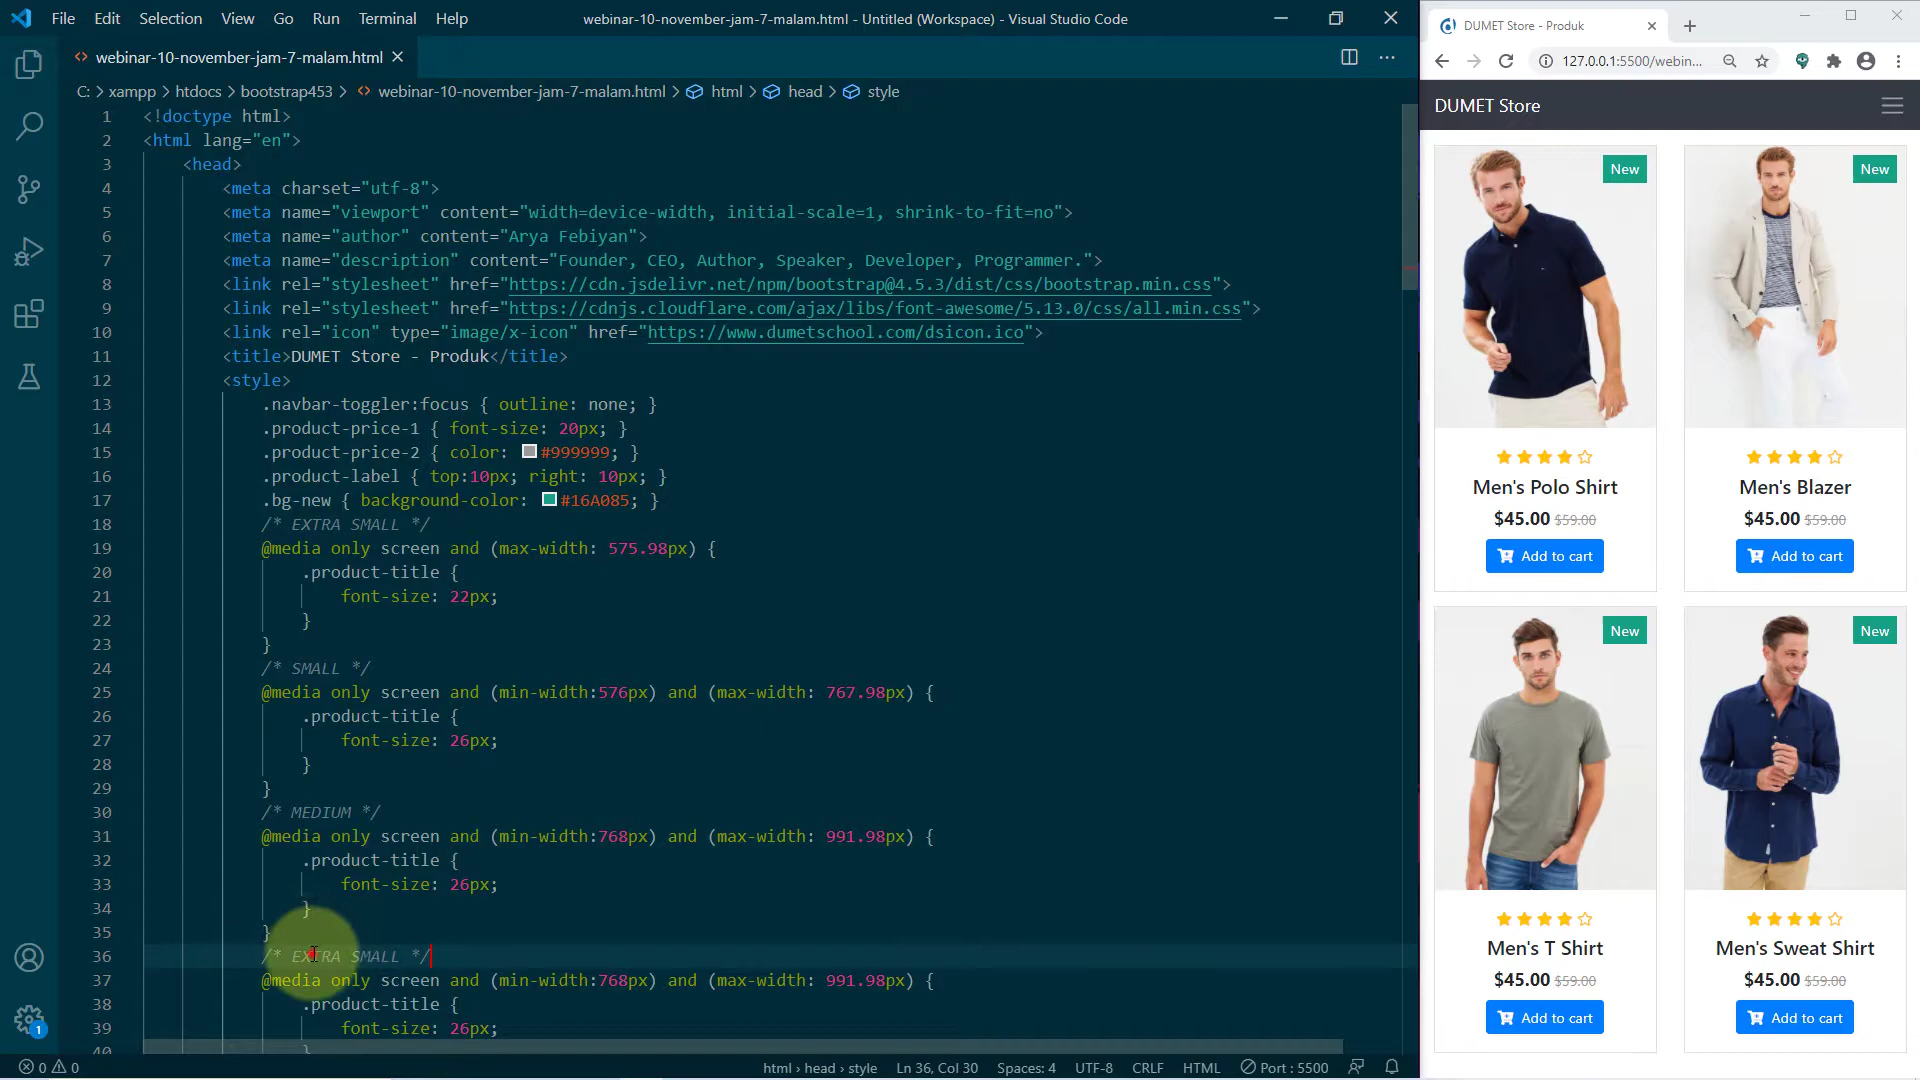 File Edit Selection View Go Run Terminal Help
webinar-10-november-jam-7-malam.html - Untitled (Workspace) - Visual Studio Code
webinar-10-november-jam-7-malam.html
C: > xampp > htdocs > bootstrap453 > webinar-10-november-jam-7-malam.html > html > head > style
1 <!doctype html>
2 <html lang="en">
3 <head>
4 <meta charset="utf-8">
5 <meta name="viewport" content="width=device-width, initial-scale=1, shrink-to-fit=no">
6 <meta name="author" content="Arya Febiyan">
7 <meta name="description" content="Founder, CEO, Author, Speaker, Developer, Programmer.">
8 <link rel="stylesheet" href="https://cdn.jsdelivr.net/npm/bootstrap@4.5.3/dist/css/bootstrap.min.css">
9 <link rel="stylesheet" href="https://cdnjs.cloudflare.com/ajax/libs/font-awesome/5.13.0/css/all.min.css">
10 <link rel="icon" type="image/x-icon" href="https://www.dumetschool.com/dsicon.ico">
11 <title>DUMET Store - Produk</title>
12 <style>
13 .navbar-toggler:focus { outline: none; }
14 .product-price-1 { font-size: 20px; }
15 .product-price-2 { color: #999999; }
16 .product-label { top:10px; right: 10px; }
17 .bg-new { background-color: #16A085; }
18 /* EXTRA SMALL */
19 @media only screen and (max-width: 575.98px) {
20 .product-title {
21 font-size: 22px;
22 }
23 }
24 /* SMALL */
25 @media only screen and (min-width:576px) and (max-width: 767.98px) {
26 .product-title {
27 font-size: 26px;
28 }
29 }
30 /* MEDIUM */
31 @media only screen and (min-width:768px) and (max-width: 991.98px) {
32 .product-title {
33 font-size: 26px;
34 }
35 }
36 /* EXTRA SMALL */
37 @media only screen and (min-width:768px) and (max-width: 991.98px) {
38 .product-title {
39 font-size: 26px;
40 }
1
0 0 html > head > style Ln 36, Col 30 Spaces: 4 UTF-8 CRLF HTML Port : 5500
DUMET Store - Produk
127.0.0.1:5500/webin...
DUMET Store
New New
Men's Polo Shirt Men's Blazer
$45.00 $59.00 $45.00 $59.00
Add to cart Add to cart
New New
Men's T Shirt Men's Sweat Shirt
$45.00 $59.00 $45.00 $59.00
Add to cart Add to cart